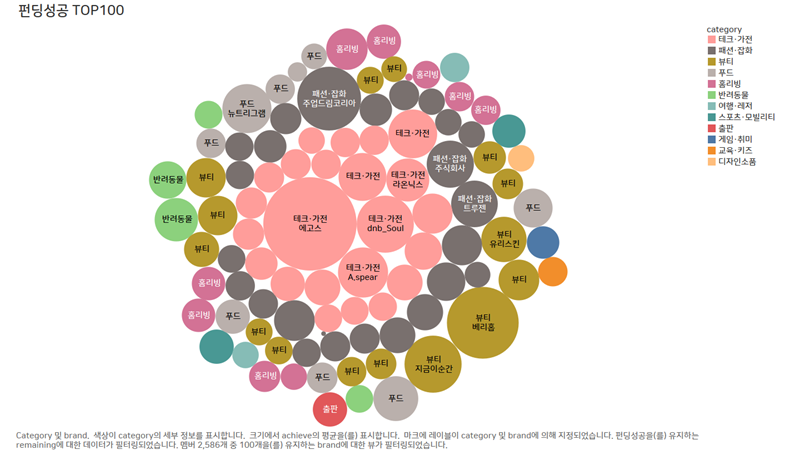 펀딩성공 TOP100
category
테크·가전
패션·잡화
뷰티
푸드
홈리빙
반려동물
여행·레저
스포츠·모빌리티
출판
게임·취미
교육·키즈
디자인소품
홈리빙
홈리빙
푸드
뷰티
홈리빙
뷰티
푸드
패션·잡화
주업드림코리아
홈리빙
푸드
뉴트리그램
홈리빙
테크·가전
푸드
뷰티
패션·잡화
주식회사
반려동물
뷰티
테크·가전
테크·가전
라온닉스
뷰티
패션·잡화
트루젠
푸드
반려동물
뷰티
테크·가전
에고스
테크·가전
dnb_Soul
뷰티
유리스킨
뷰티
테크·가전
A.spear
홈리빙
뷰티
홈리빙
푸드
뷰티
베리홈
뷰티
뷰티
뷰티
지금이순간
홈리빙
푸드
뷰티
뷰티
푸드
출판
Category 및 brand.  색상이 category의 세부 정보를 표시합니다.  크기에서 achieve의 평균을(를) 표시합니다.  마크에 레이블이 category 및 brand에 의해 지정되었습니다. 펀딩성공을(를) 유지하는
remaining에 대한 데이터가 필터링되었습니다. 멤버 2,586개 중 100개을(를) 유지하는 brand에 대한 뷰가 필터링되었습니다.